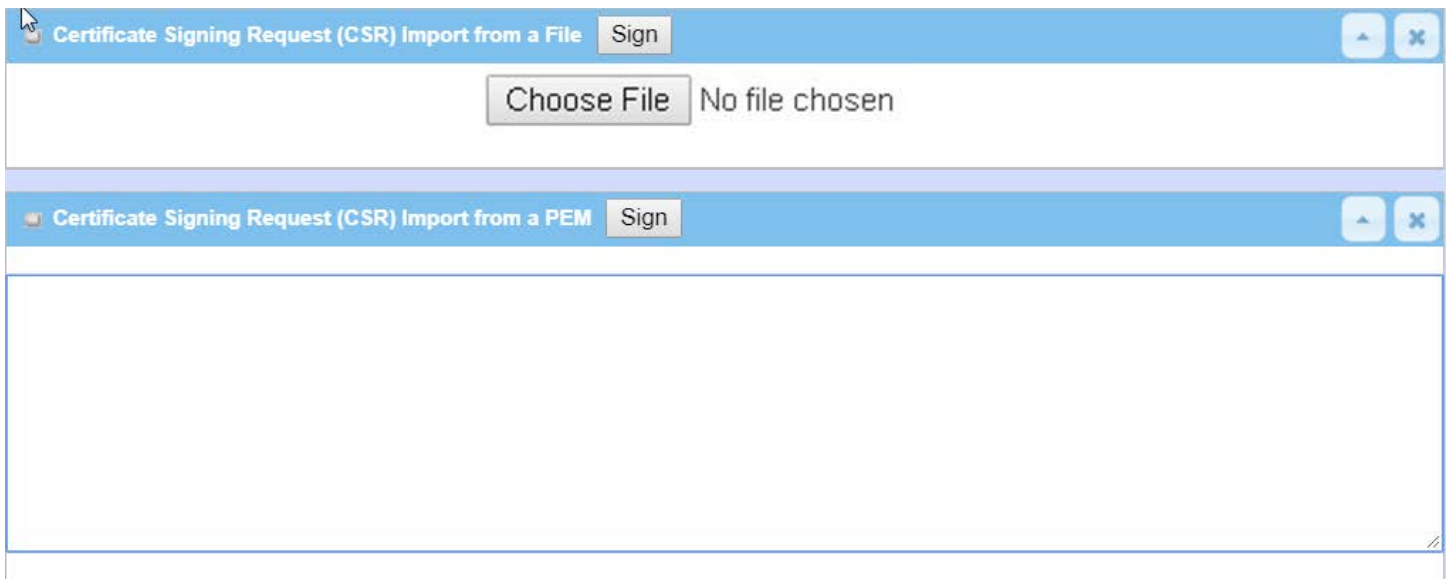 Certificate Signing Request (CSR) Import from a File Sign
Choose File No file chosen
Certificate Signing Request (CSR) Import from a PEM Sign